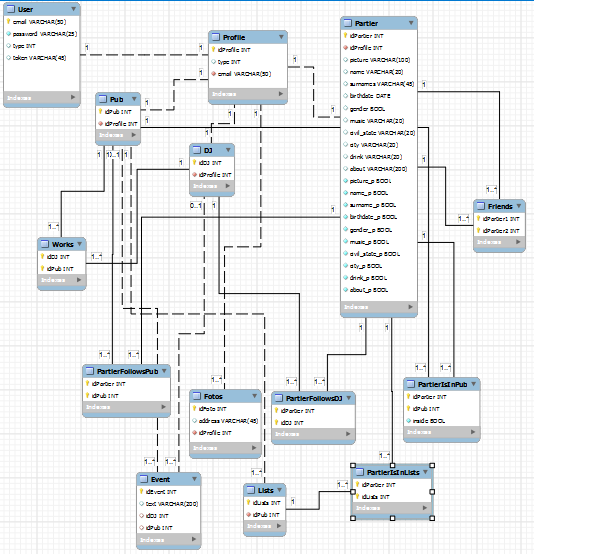 User
email VARCHAR(50)
password VARCHAR(25)
type INT
token VARCHAR(45)
Indexes
Profile
idProfile INT
type INT
email VARCHAR(50)
Indexes
Partier
idPartier INT
idProfile INT
picture VARCHAR(100)
name VARCHAR(20)
surnames VARCHAR(45)
birthdate DATE
gender BOOL
music VARCHAR(20)
civil_state VARCHAR(20)
city VARCHAR(20)
drink VARCHAR(20)
about VARCHAR(200)
picture_p BOOL
name_p BOOL
surname_p BOOL
birthdate_p BOOL
gender_p BOOL
music_p BOOL
civil_state_p BOOL
city_p BOOL
drink_p BOOL
about_p BOOL
Indexes
Pub
idPub INT
idProfile INT
Indexes
DJ
idDJ INT
idProfile INT
Indexes
Friends
idPartier1 INT
idPartier2 INT
Indexes
Works
idDJ INT
idPub INT
Indexes
PartierFollowsPub
idPartier INT
idPub INT
Indexes
Fotos
idFoto INT
address VARCHAR(45)
idProfile INT
Indexes
PartierFollowsDJ
idPartier INT
idDJ INT
Indexes
PartierIsInPub
idPartier INT
idPub INT
inside BOOL
Indexes
Event
idEvent INT
text VARCHAR(200)
idDJ INT
idPub INT
Indexes
Lists
idLists INT
idPub INT
Indexes
PartierIsInLists
idPartier INT
idLists INT
Indexes